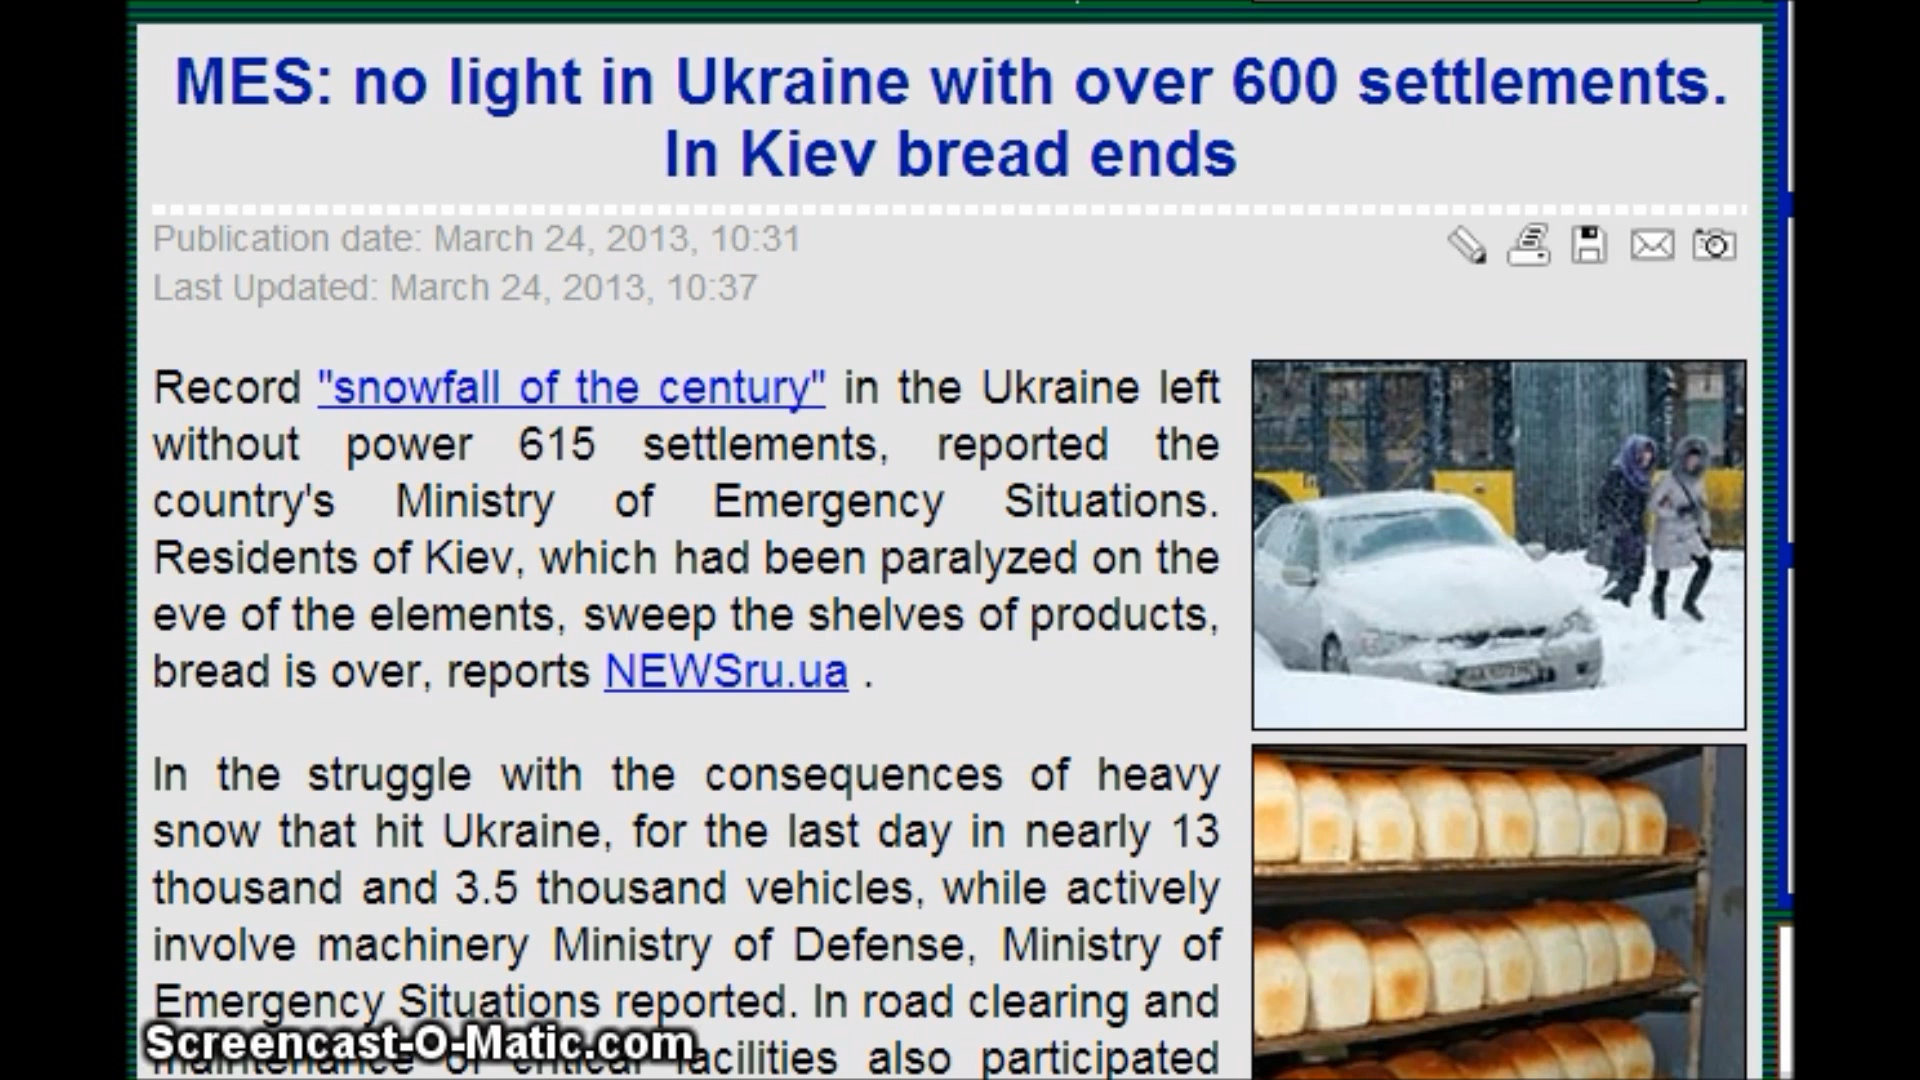 MES: no light in Ukraine with over 600 settlements.
In Kiev bread ends
Publication date: March 24, 2013, 10:31
Last Updated: March 24, 2013, 10:37
Record "snowfall of the century" in the Ukraine left
without power 615 settlements, reported the
country's Ministry of Emergency Situations.
Residents of Kiev, which had been paralyzed on the
eve of the elements, sweep the shelves of products,
bread is over, reports NEWSru.ua .
In the struggle with the consequences of heavy
snow that hit Ukraine, for the last day in nearly 13
thousand and 3.5 thousand vehicles, while actively
involve machinery Ministry of Defense, Ministry of
Emergency Situations reported. In road clearing and
maintenance of critical facilities also participated
Screencast-O-Matic.com